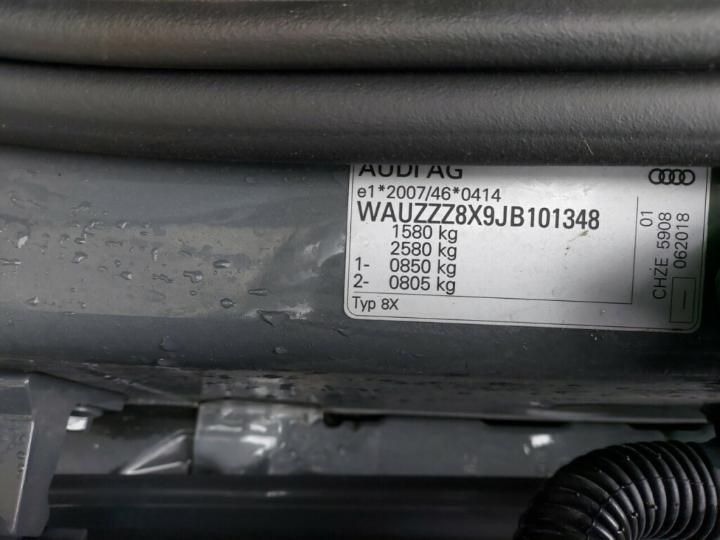 AUDI AG
e1*2007/46*0414
WAUZZZ8X9JB101348
1580 kg
2580 kg
1- 0850 kg
2- 0805 kg
Typ 8X
01
CHZE 5908
062018